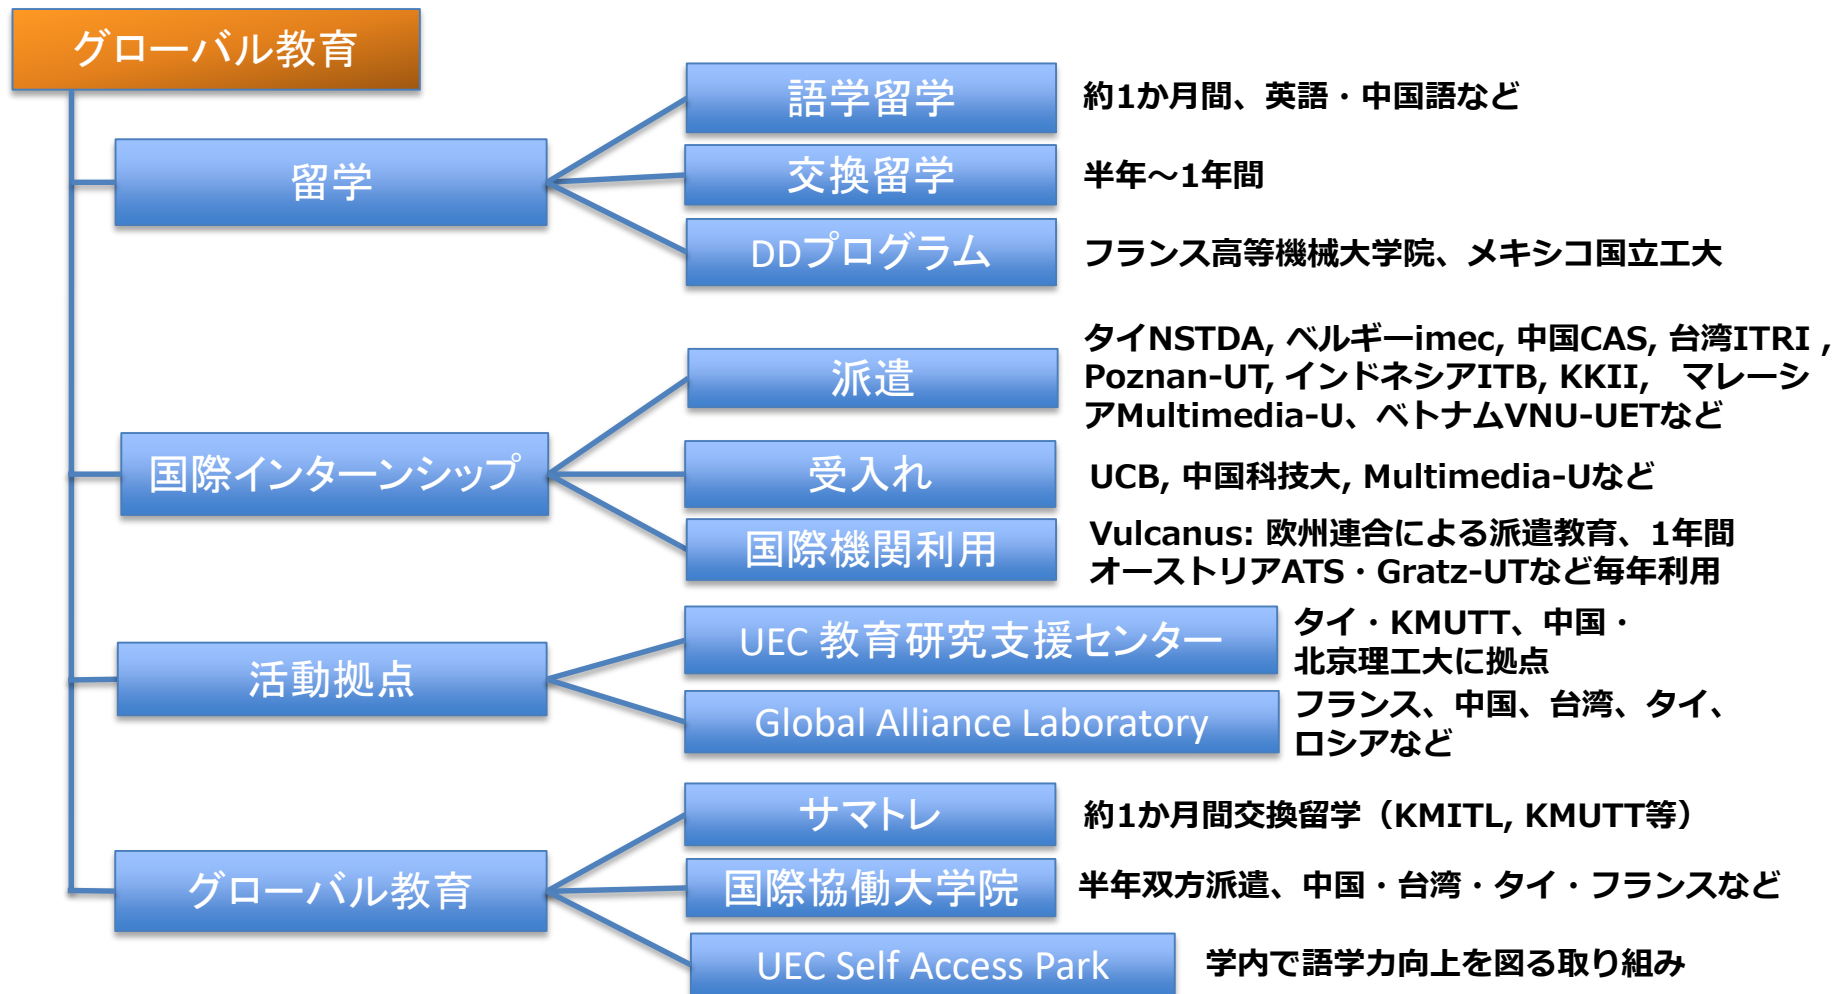 グローバル教育
留学
語学留学
約1か月間、英語・中国語など
交換留学
半年～1年間
DDプログラム
フランス高等機械大学院、メキシコ国立工大
国際インターンシップ
派遣
タイNSTDA, ベルギーimec, 中国CAS, 台湾ITRI ,
Poznan-UT, インドネシアITB, KKII,　マレーシ
アMultimedia-U、ベトナムVNU-UETなど
受入れ
UCB, 中国科技大, Multimedia-Uなど
国際機関利用
Vulcanus: 欧州連合による派遣教育、1年間
オーストリアATS・Gratz-UTなど毎年利用
活動拠点
UEC 教育研究支援センター
タイ・KMUTT、中国・
北京理工大に拠点
Global Alliance Laboratory
フランス、中国、台湾、タイ、
ロシアなど
グローバル教育
サマトレ
約1か月間交換留学（KMITL, KMUTT等）
国際協働大学院
半年双方派遣、中国・台湾・タイ・フランスなど
UEC Self Access Park
学内で語学力向上を図る取り組み